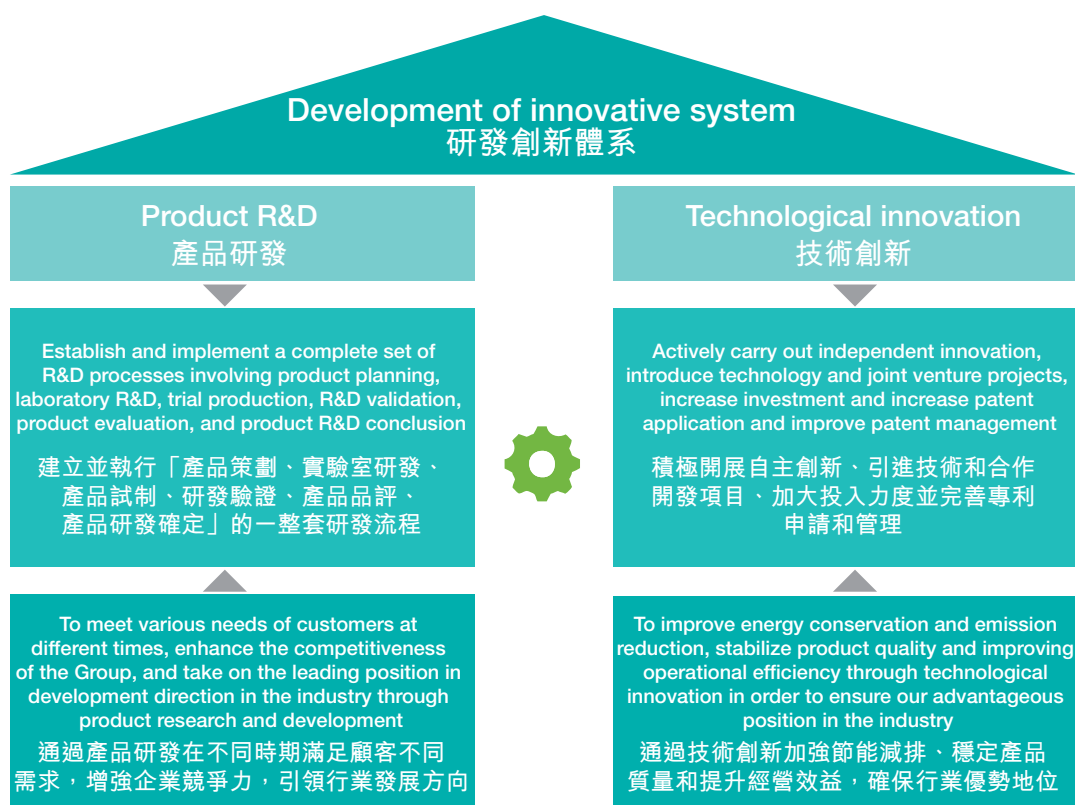 Development of innovative system
研發創新體系
Product R&D
產品研發
Establish and implement a complete set of
R&D processes involving product planning,
laboratory R&D, trial production, R&D validation,
product evaluation, and product R&D conclusion
建立並執行「產品策劃、實驗室研發、
產品試制、研發驗證、產品品評、
產品研發確定」的一整套研發流程
To meet various needs of customers at
different times, enhance the competitiveness
of the Group, and take on the leading position in
development direction in the industry through
product research and development
通過產品研發在不同時期滿足顧客不同
需求，增強企業競爭力，引領行業發展方向
Technological innovation
技術創新
Actively carry out independent innovation,
introduce technology and joint venture projects,
increase investment and increase patent
application and improve patent management
積極開展自主創新、引進技術和合作
開發項目、加大投入力度並完善專利
申請和管理
To improve energy conservation and emission
reduction, stabilize product quality and improving
operational efficiency through technological
innovation in order to ensure our advantageous
position in the industry
通過技術創新加強節能減排、穩定產品
質量和提升經營效益，確保行業優勢地位